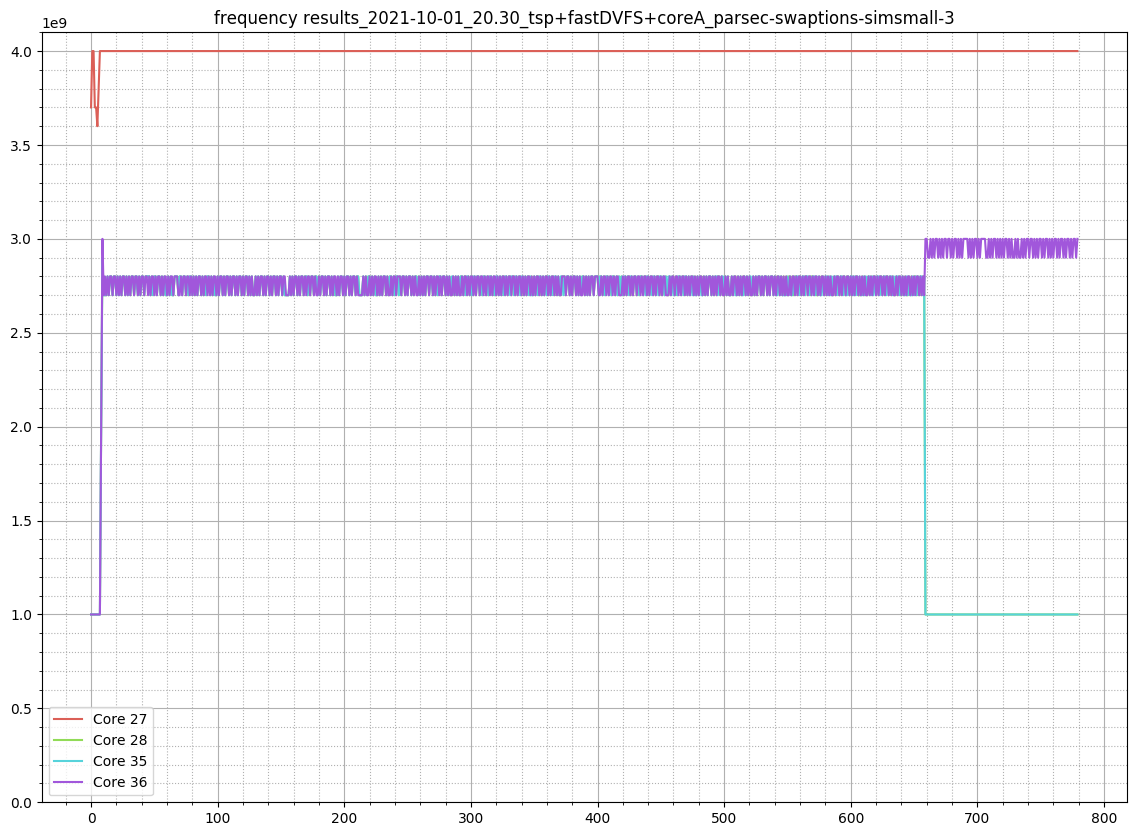 frequency results_2021-10-01_20.30_tsp+fastDVFS+coreA_parsec-swaptions-simsmall-3
1e9
4.0
3.5
3.0
2.5
2.0
1.5
1.0
0.5
0.0
Core 27
Core 28
Core 35
Core 36
0 100 200 300 400 500 600 700 800